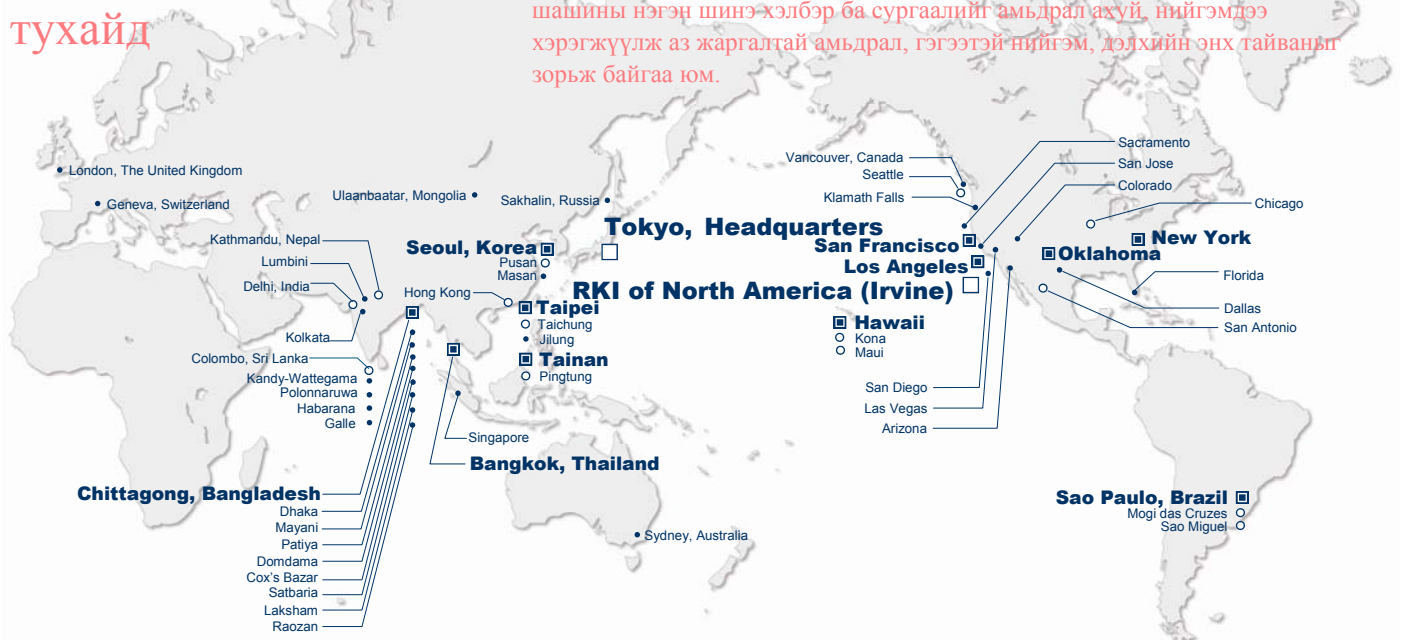 тухайд
шашины нэгэн шинэ хэлбэр ба сургаалийг амьдрал ахуй, нийгэмдээ
хэрэгжүүлж аз жаргалтай амьдрал, гэгээтэй нийгэм, дэлхийн энх тайваныг
зорьж байгаа юм.
London, The United Kingdom
Geneva, Switzerland
Ulaanbaatar, Mongolia
Sakhalin, Russia
Tokyo, Headquarters
Seoul, Korea
Pusan
Masan
Kathmandu, Nepal
Lumbini
Delhi, India
Kolkata
Hong Kong
RKI of North America (Irvine)
Taipei
Taichung
Jilung
Tainan
Pingtung
Colombo, Sri Lanka
Kandy-Wattegama
Polonnaruwa
Habarana
Galle
Singapore
Bangkok, Thailand
Chittagong, Bangladesh
Dhaka
Mayani
Patiya
Domdama
Cox's Bazar
Satbaria
Laksham
Raozan
Sydney, Australia
Vancouver, Canada
Seattle
Klamath Falls
San Francisco
Los Angeles
Hawaii
Kona
Maui
San Diego
Las Vegas
Arizona
Sacramento
San Jose
Colorado
Chicago
New York
Oklahoma
Florida
Dallas
San Antonio
Sao Paulo, Brazil
Mogi das Cruzes
Sao Miguel